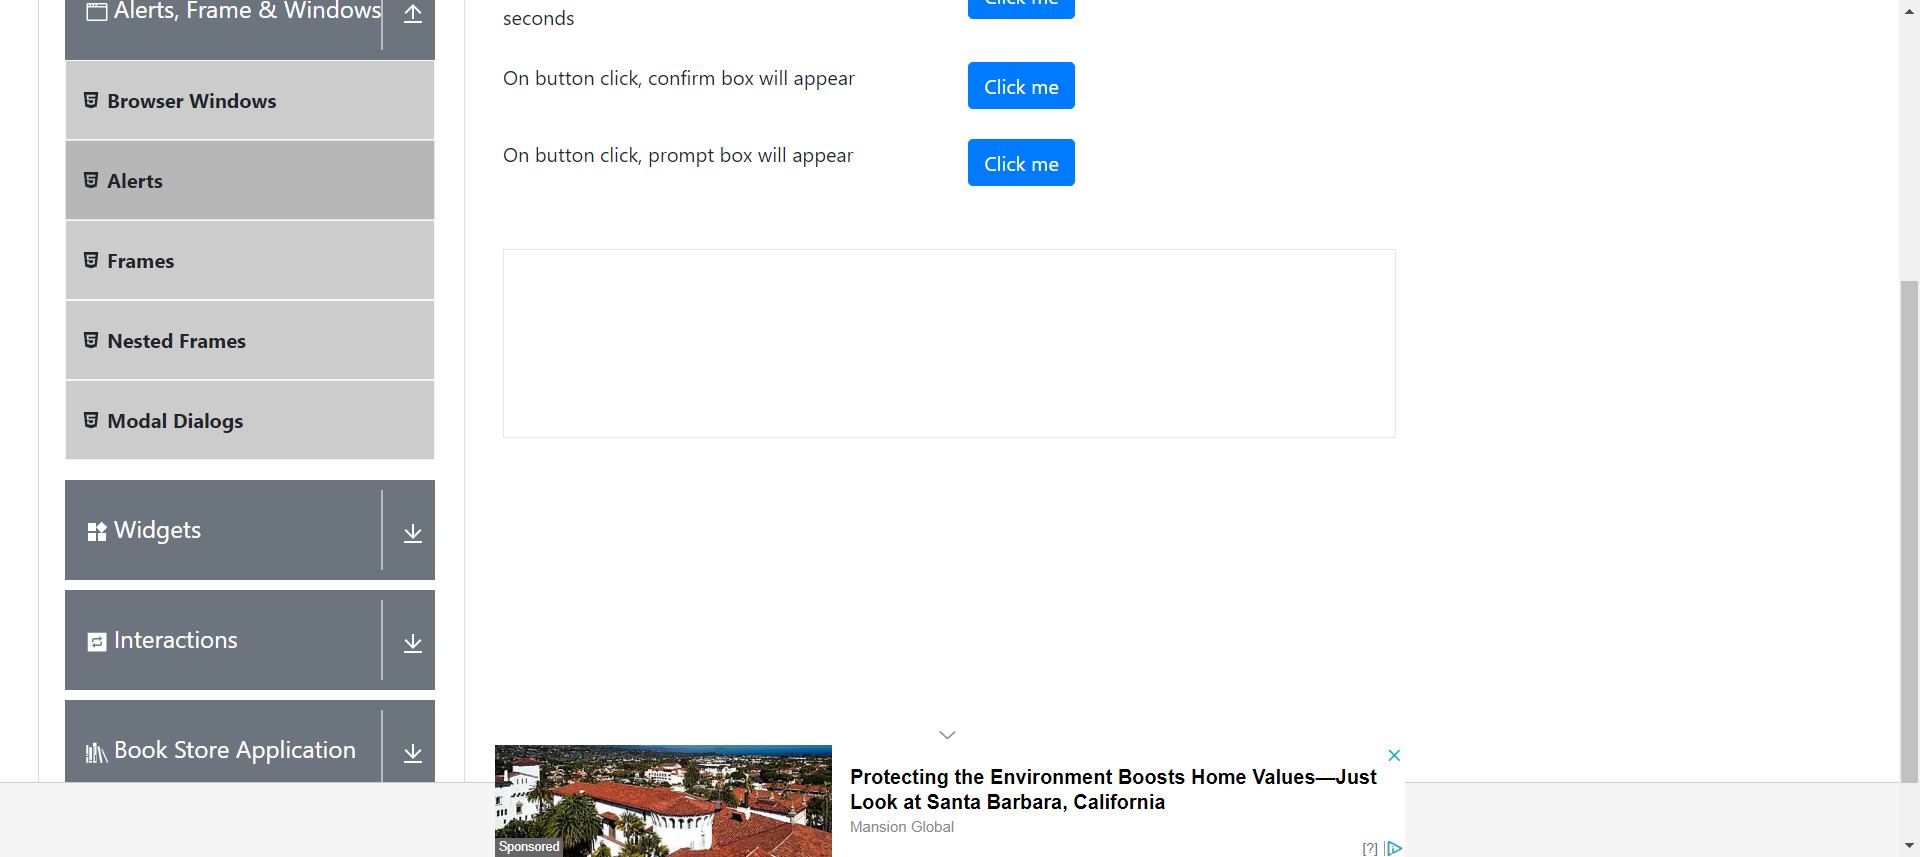 Alerts, Frame & Windows
Browser Windows
Alerts
Frames
Nested Frames
Modal Dialogs
Widgets
Interactions
Book Store Application
seconds
Click me
On button click, confirm box will appear
Click me
On button click, prompt box will appear
Click me
Protecting the Environment Boosts Home Values—Just
Look at Santa Barbara, California
Mansion Global
Sponsored
[?]